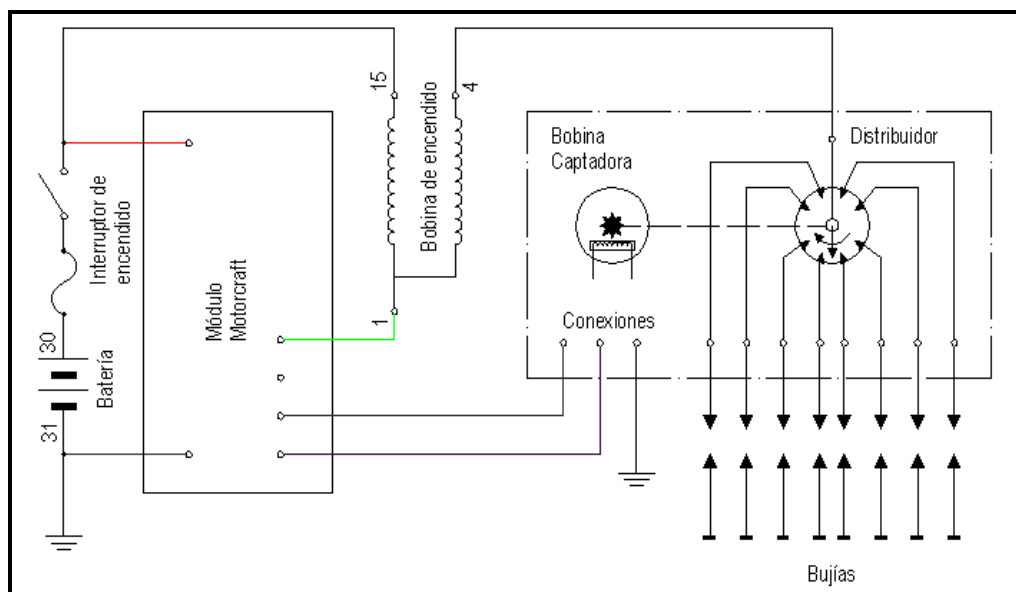 15
4
Bobina de encendido
1
Interruptor de
encendido
30
Batería
31
Módulo
Motorcraft
Bobina
Captadora
Distribuidor
Conexiones
Bujías